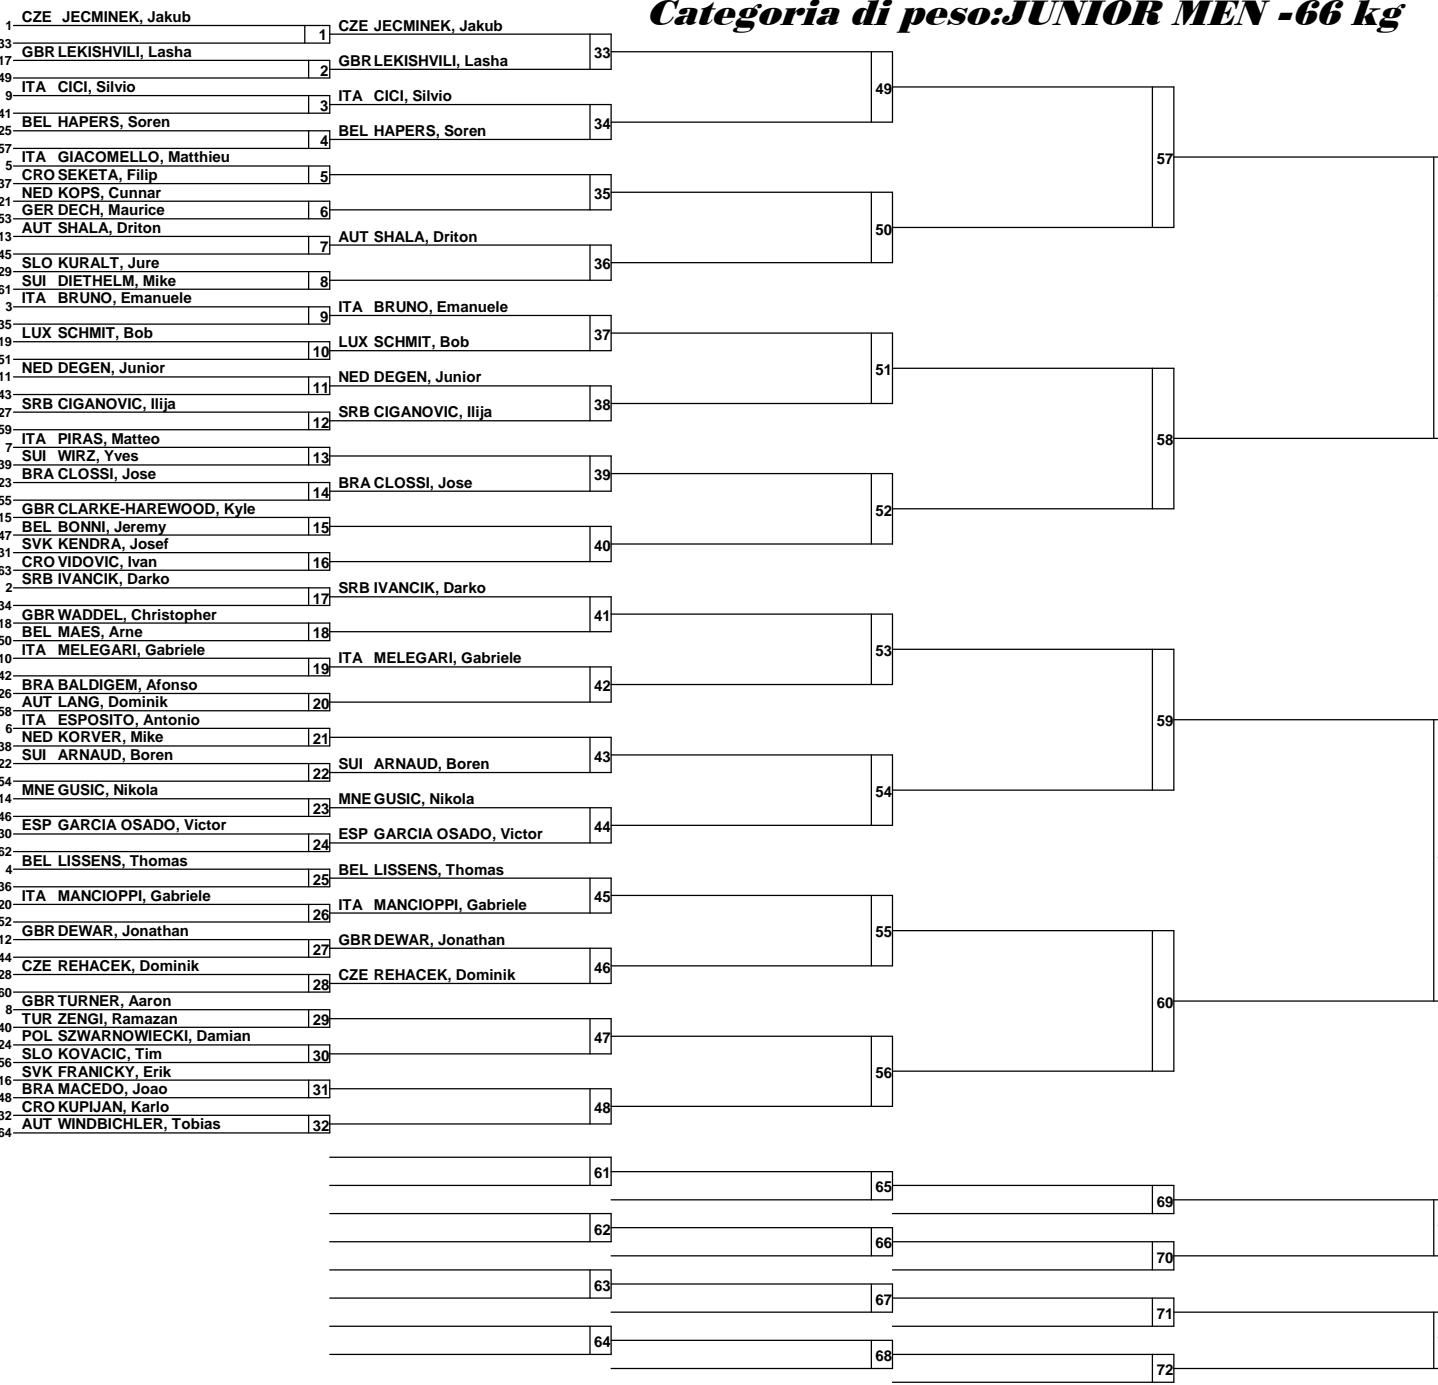 Categoria di peso:JUNIOR MEN -66 kg
1 CZE JECMINEK, Jakub
33
1 CZE JECMINEK, Jakub
17 GBR LEKISHVILI, Lasha
49
2 GBR LEKISHVILI, Lasha
33
9 ITA CICI, Silvio
41
3 ITA CICI, Silvio
25 BEL HAPERS, Soren
57
4 BEL HAPERS, Soren
34
49
5 ITA GIACOMELLO, Matthieu
37 CRO SEKETA, Filip
5
21 NED KOPS, Cunnar
53 GER DECH, Maurice
6
35
13 AUT SHALA, Driton
45
7 AUT SHALA, Driton
29 SLO KURALT, Jure
61 SUI DIETHELM, Mike
8
36
50
57
3 ITA BRUNO, Emanuele
35
9 ITA BRUNO, Emanuele
19 LUX SCHMIT, Bob
51
10 LUX SCHMIT, Bob
37
11 NED DEGEN, Junior
43
11 NED DEGEN, Junior
27 SRB CIGANOVIC, Ilija
59
12 SRB CIGANOVIC, Ilija
38
51
7 ITA PIRAS, Matteo
39 SUI WIRZ, Yves
13
23 BRA CLOSSI, Jose
55
14 BRA CLOSSI, Jose
39
15 GBR CLARKE-HAREWOOD, Kyle
47 BEL BONNI, Jeremy
15
31 SVK KENDRA, Josef
63 CRO VIDOVIC, Ivan
16
40
52
58
2 SRB IVANCIK, Darko
34
17 SRB IVANCIK, Darko
18 GBR WADDEL, Christopher
50 BEL MAES, Arne
18
41
10 ITA MELEGARI, Gabriele
42
19 ITA MELEGARI, Gabriele
26 BRA BALDIGEM, Afonso
58 AUT LANG, Dominik
20
42
53
6 ITA ESPOSITO, Antonio
38 NED KORVER, Mike
21
22 SUI ARNAUD, Boren
54
22 SUI ARNAUD, Boren
43
14 MNE GUSIC, Nikola
46
23 MNE GUSIC, Nikola
30 ESP GARCIA OSADO, Victor
62
24 ESP GARCIA OSADO, Victor
44
54
59
4 BEL LISSENS, Thomas
36
25 BEL LISSENS, Thomas
20 ITA MANCIOPPI, Gabriele
52
26 ITA MANCIOPPI, Gabriele
45
12 GBR DEWAR, Jonathan
44
27 GBR DEWAR, Jonathan
28 CZE REHACEK, Dominik
60
28 CZE REHACEK, Dominik
46
55
8 GBR TURNER, Aaron
40 TUR ZENGI, Ramazan
29
24 POL SZWARNOWIECKI, Damian
56 SLO KOVACIC, Tim
30
47
16 SVK FRANICKY, Erik
48 BRA MACEDO, Joao
31
32 CRO KUPIJAN, Karlo
64 AUT WINDBICHLER, Tobias
32
48
56
60
61
65
69
62
66
70
63
67
71
64
68
72